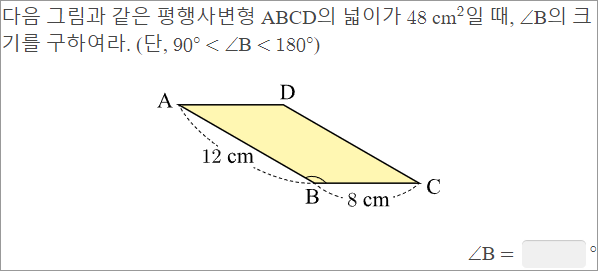 다음 그림과 같은 평행사변형 ABCD의 넓이가 48 cm²일 때, ∠B의 크
기를 구하여라. (단, 90° < ∠B < 180°)
A
D
12 cm
B
8 cm
C
∠B = °